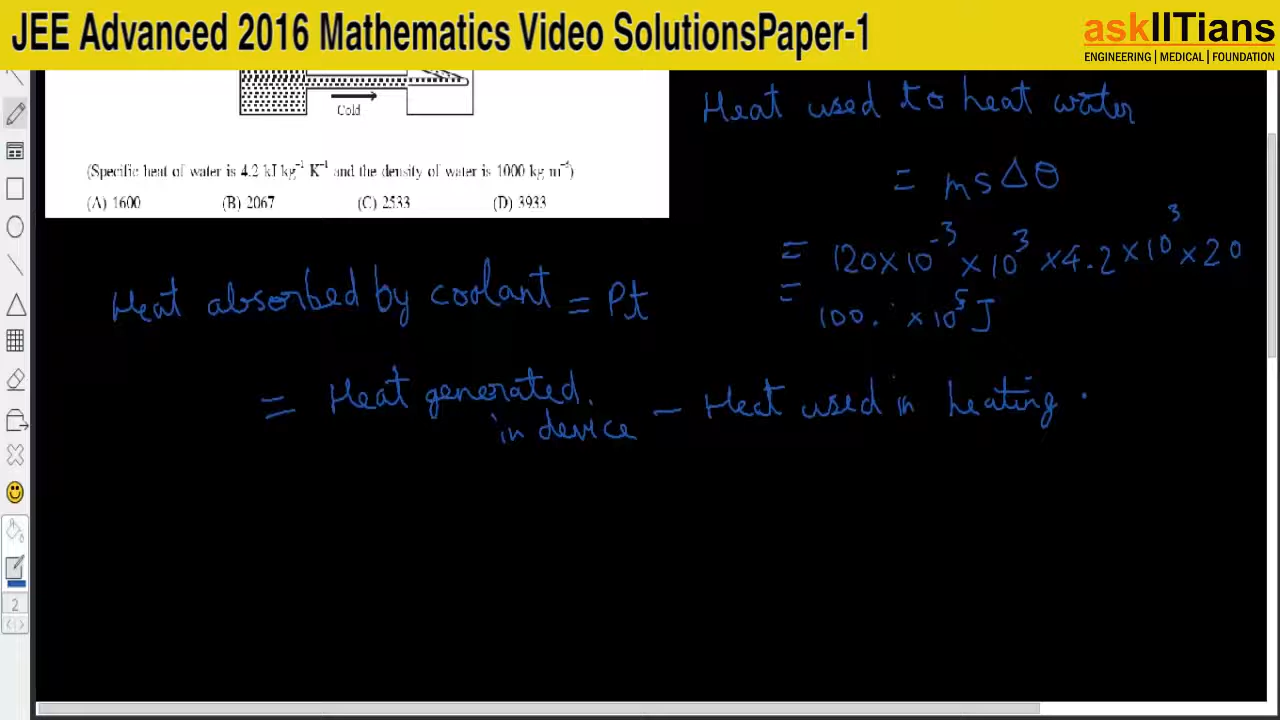 JEE Advanced 2016 Mathematics Video SolutionsPaper-1
askIITians
ENGINEERING | MEDICAL | FOUNDATION
Cold
(Specific heat of water is 4.2 kJ kg⁻¹ K⁻¹ and the density of water is 1000 kg m⁻³)
(A) 1600 (B) 2067 (C) 2533 (D) 3933
Heat used to heat water
= msΔθ
= 120×10⁻³ × 10³ × 4.2 × 10³ × 20
= 100. × 10⁵ J
Heat absorbed by coolant = Pt
= Heat generated. in device − Heat used in heating .
2